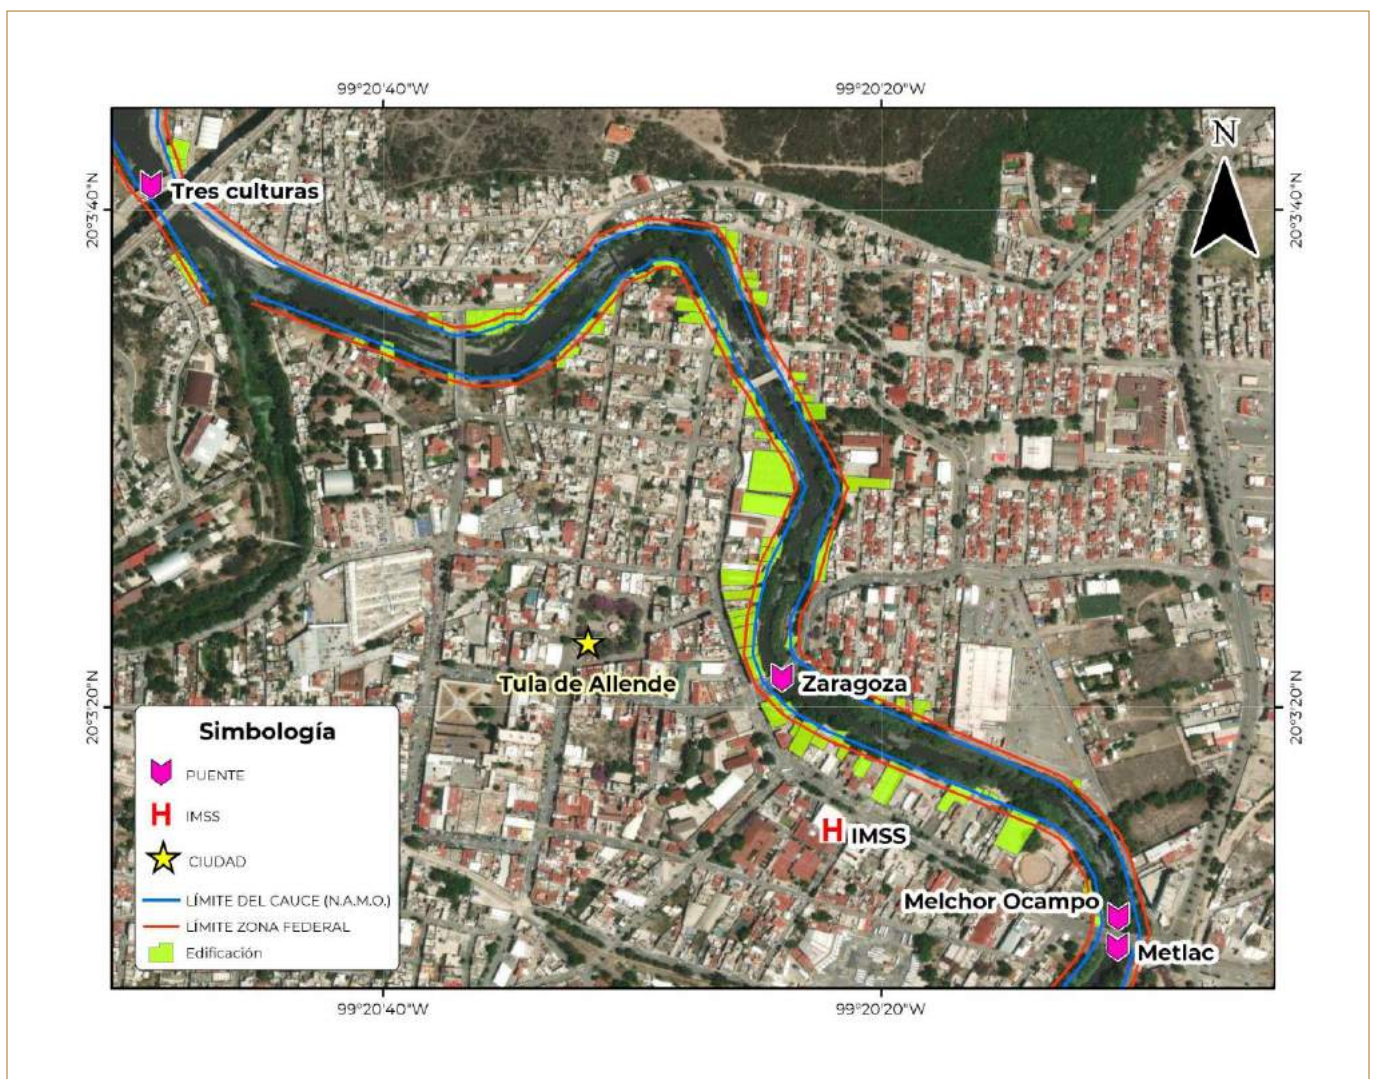 99°20'40"W
99°20'20"W
N
20°3'40"N
20°3'40"N
Tres culturas
Tula de Allende
Zaragoza
20°3'20"N
20°3'20"N
Simbología
PUENTE
H IMSS
CIUDAD
LÍMITE DEL CAUCE (N.A.M.O.)
LÍMITE ZONA FEDERAL
Edificación
H IMSS
Melchor Ocampo
Metlac
99°20'40"W
99°20'20"W